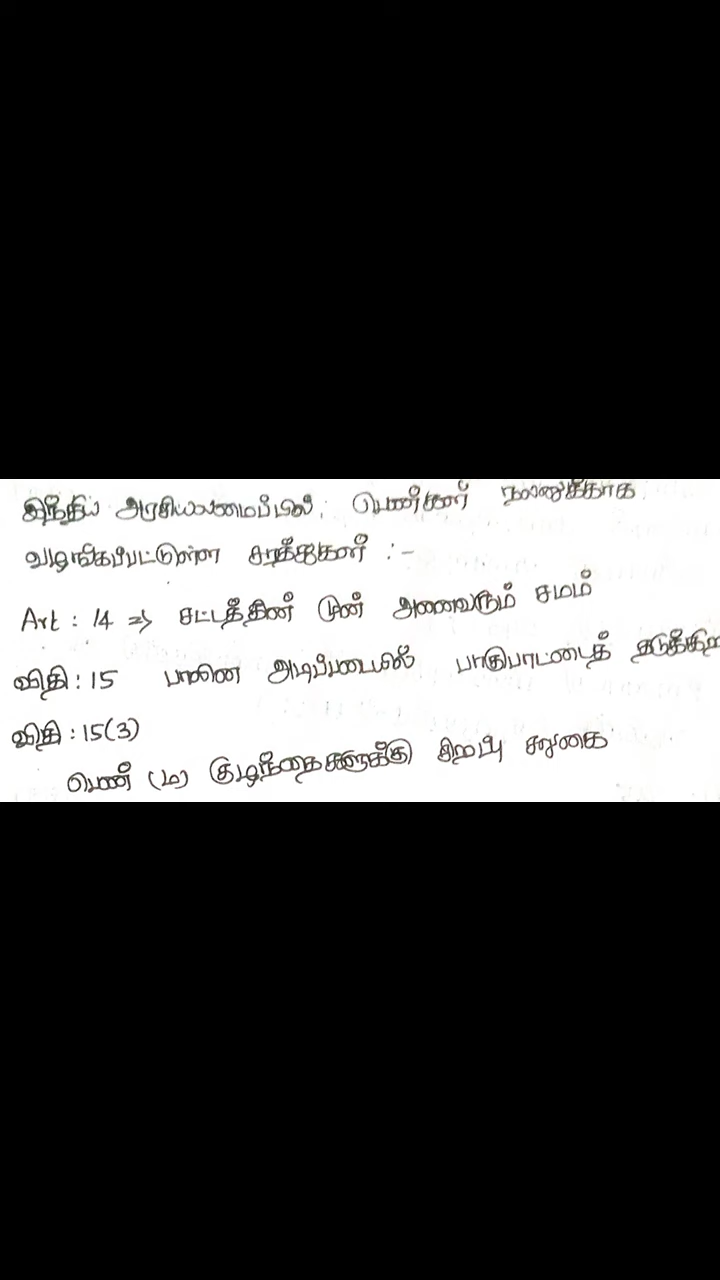 இந்திய அரசியலமைப்பில் பெண்கள் நலனுக்காக
வழங்கப்பட்டுள்ள சரத்துகள் :-
Art : 14 => சட்டத்தின் முன் அனைவரும் சமம்
விதி : 15 பாலின அடிப்படையில் பாகுபாட்டைத் தடுக்கிற
விதி : 15(3)
பெண் (ம) குழந்தைகளுக்கு சிறப்பு சலுகை